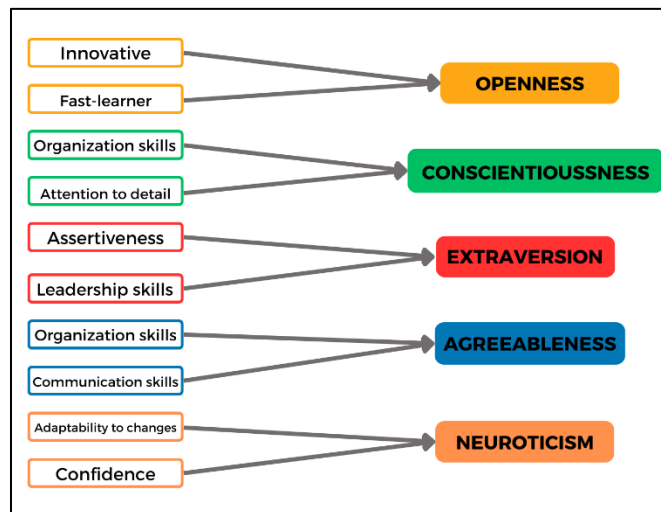 Innovative
Fast-learner
OPENNESS
Organization skills
Attention to detail
CONSCIENTIOUSSNESS
Assertiveness
Leadership skills
EXTRAVERSION
Organization skills
Communication skills
AGREEABLENESS
Adaptability to changes
Confidence
NEUROTICISM